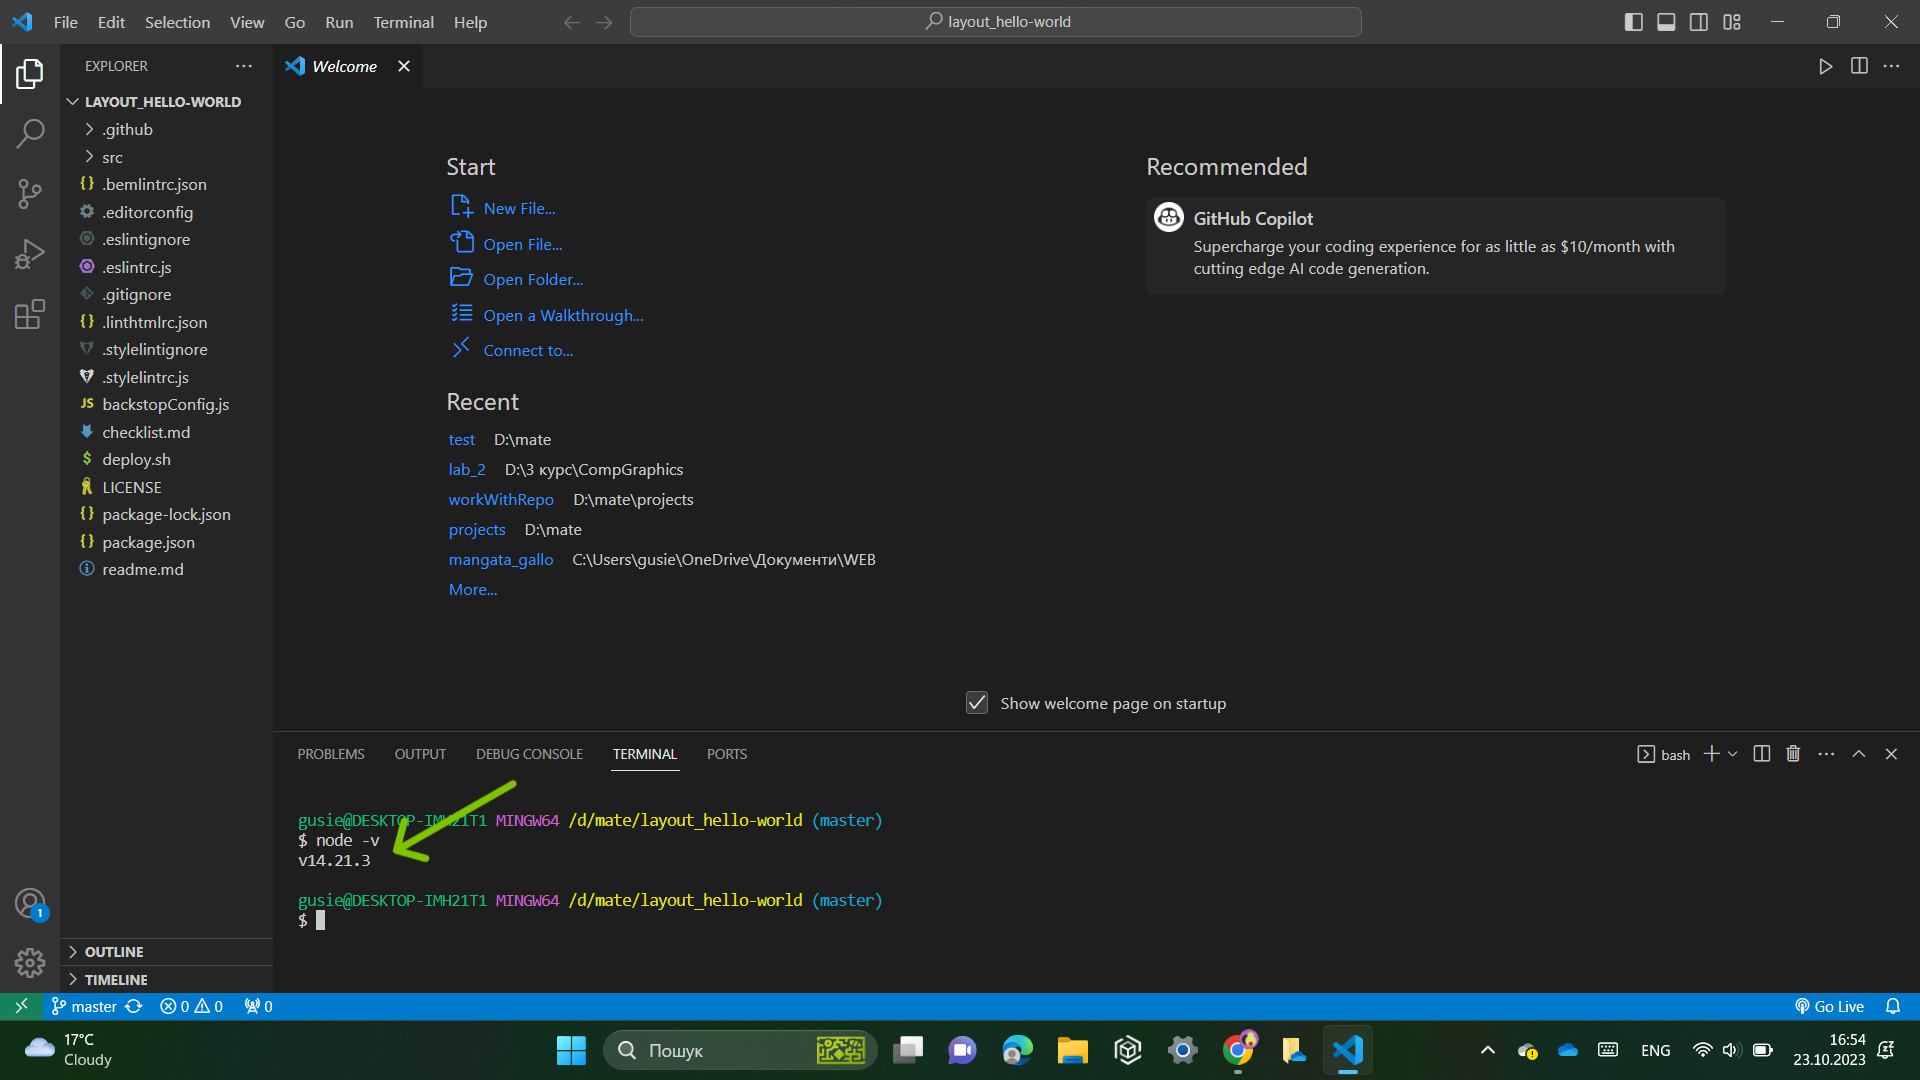 File Edit Selection View Go Run Terminal Help
layout_hello-world
EXPLORER
Welcome
LAYOUT_HELLO-WORLD
.github
src
.bemlintrc.json
.editorconfig
.eslintignore
.eslintrc.js
.gitignore
.linthtmlrc.json
.stylelintignore
.stylelintrc.js
backstopConfig.js
checklist.md
deploy.sh
LICENSE
package-lock.json
package.json
readme.md
OUTLINE
TIMELINE
Start
New File...
Open File...
Open Folder...
Open a Walkthrough...
Connect to...
Recent
test D:\mate
lab_2 D:\3 курс\CompGraphics
workWithRepo D:\mate\projects
projects D:\mate
mangata_gallo C:\Users\gusie\OneDrive\Документи\WEB
More...
Recommended
GitHub Copilot
Supercharge your coding experience for as little as $10/month with
cutting edge AI code generation.
Show welcome page on startup
PROBLEMS OUTPUT DEBUG CONSOLE TERMINAL PORTS
bash
gusie@DESKTOP-IMH21T1 MINGW64 /d/mate/layout_hello-world (master)
$ node -v
v14.21.3
gusie@DESKTOP-IMH21T1 MINGW64 /d/mate/layout_hello-world (master)
$
1
master 0 0 0
Go Live
17°C
Cloudy
Пошук
ENG
16:54
23.10.2023